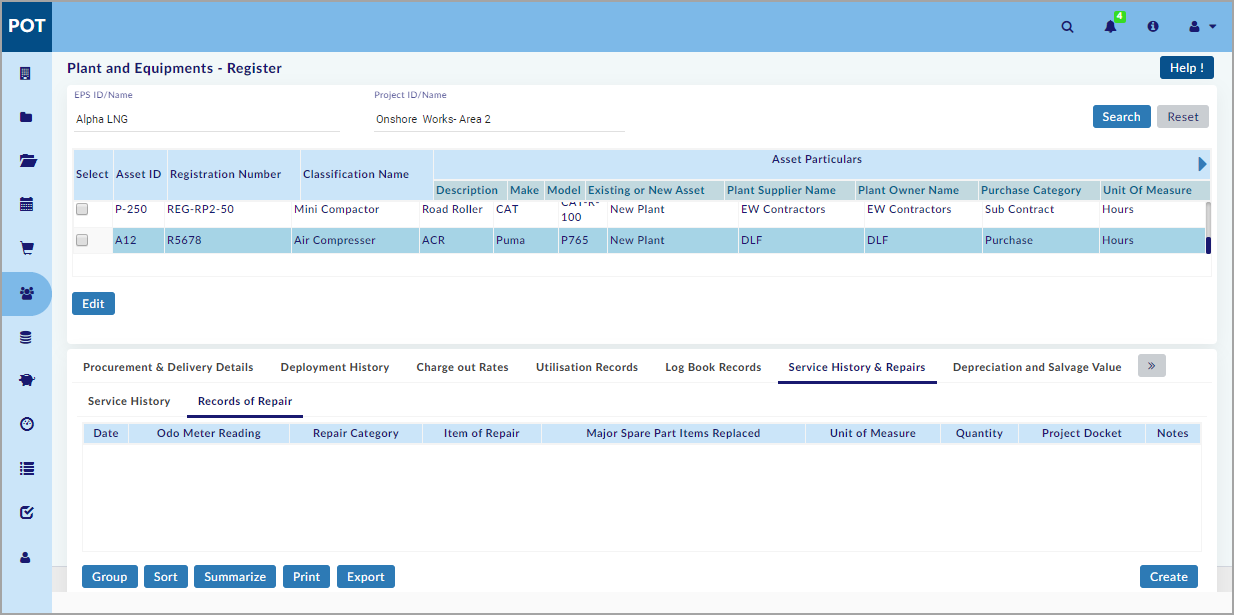 POT
4
Plant and Equipments - Register
Help !
EPS ID/Name
Project ID/Name
Alpha LNG
Onshore Works- Area 2
Search
Reset
Select
Asset ID
Registration Number
Classification Name
Asset Particulars
Description
Make
Model
Existing or New Asset
Plant Supplier Name
Plant Owner Name
Purchase Category
Unit Of Measure
P-250
REG-RP2-50
Mini Compactor
Road Roller
CAT
CAT-R-
100
New Plant
EW Contractors
EW Contractors
Sub Contract
Hours
A12
R5678
Air Compresser
ACR
Puma
P765
New Plant
DLF
DLF
Purchase
Hours
Edit
Procurement & Delivery Details
Deployment History
Charge out Rates
Utilisation Records
Log Book Records
Service History & Repairs
Depreciation and Salvage Value
»
Service History
Records of Repair
Date
Odo Meter Reading
Repair Category
Item of Repair
Major Spare Part Items Replaced
Unit of Measure
Quantity
Project Docket
Notes
Group
Sort
Summarize
Print
Export
Create